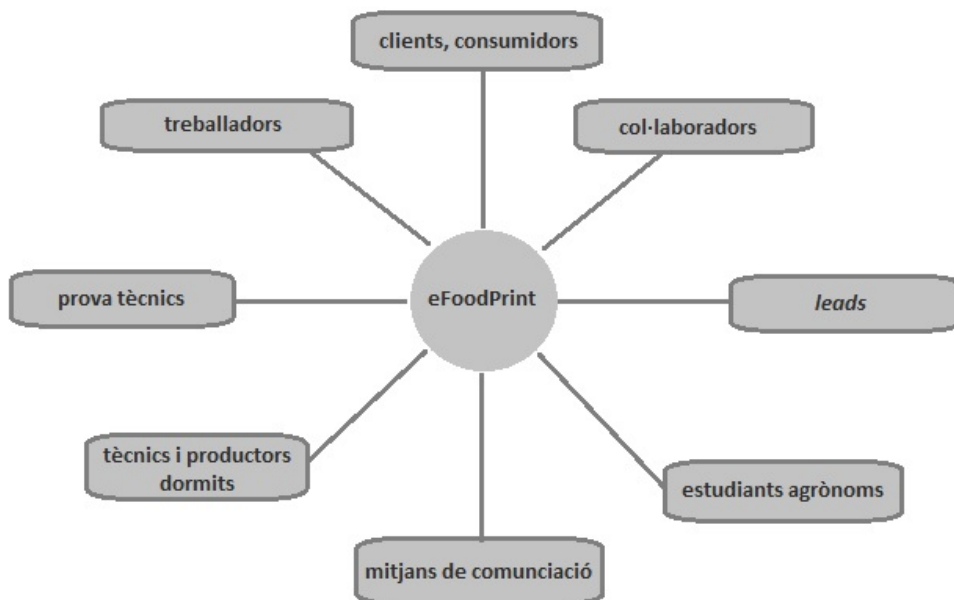 clients, consumidors
treballadors
col·laboradors
prova tècnics
eFoodPrint
leads
tècnics i productors
dormits
estudiants agrònoms
mitjans de comunciació